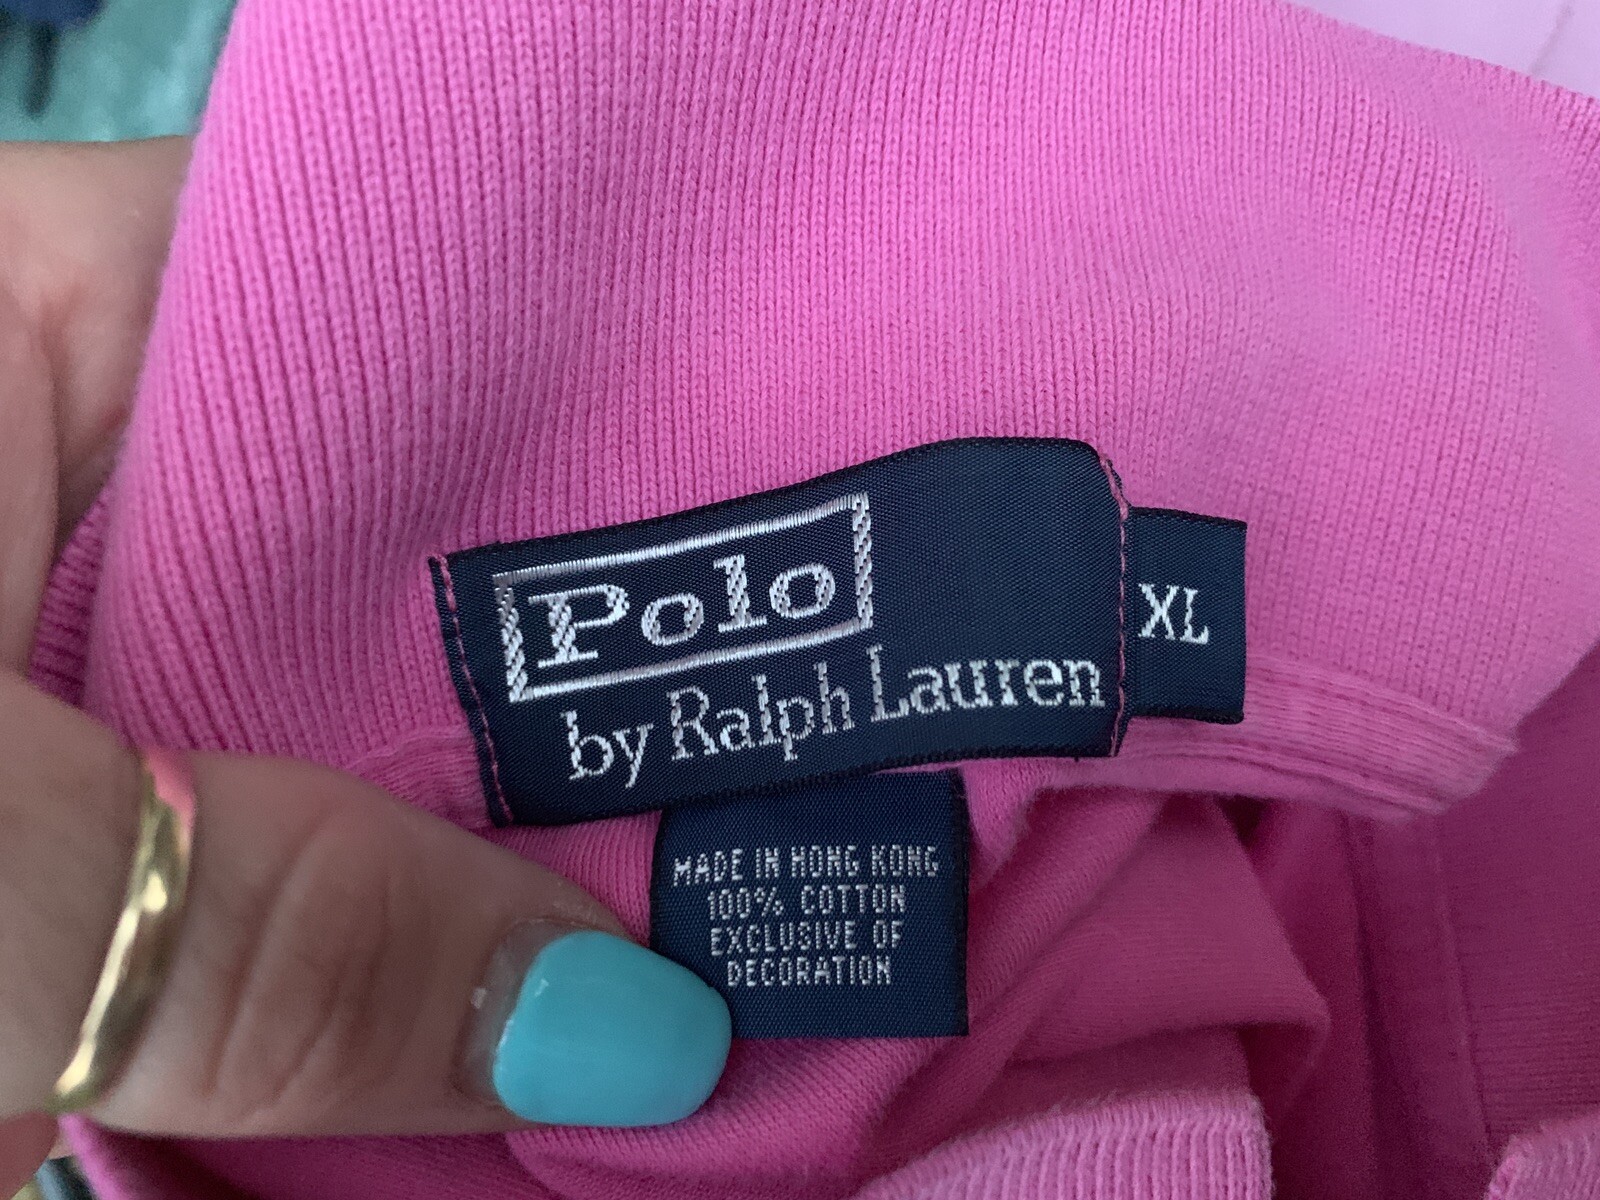 Polo
by Ralph Lauren
XL
MADE IN HONG KONG
100% COTTON
EXCLUSIVE OF
DECORATION